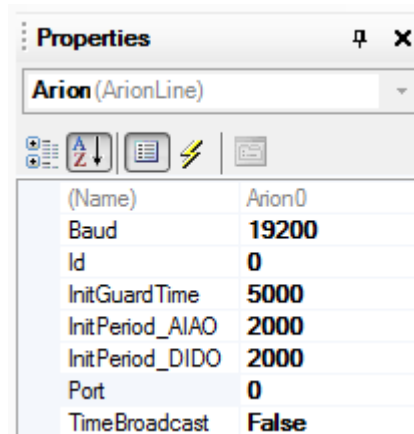 Properties
Arion (ArionLine)
(Name) Arion0
Baud 19200
Id 0
InitGuardTime 5000
InitPeriod_AIAO 2000
InitPeriod_DIDO 2000
Port 0
TimeBroadcast False